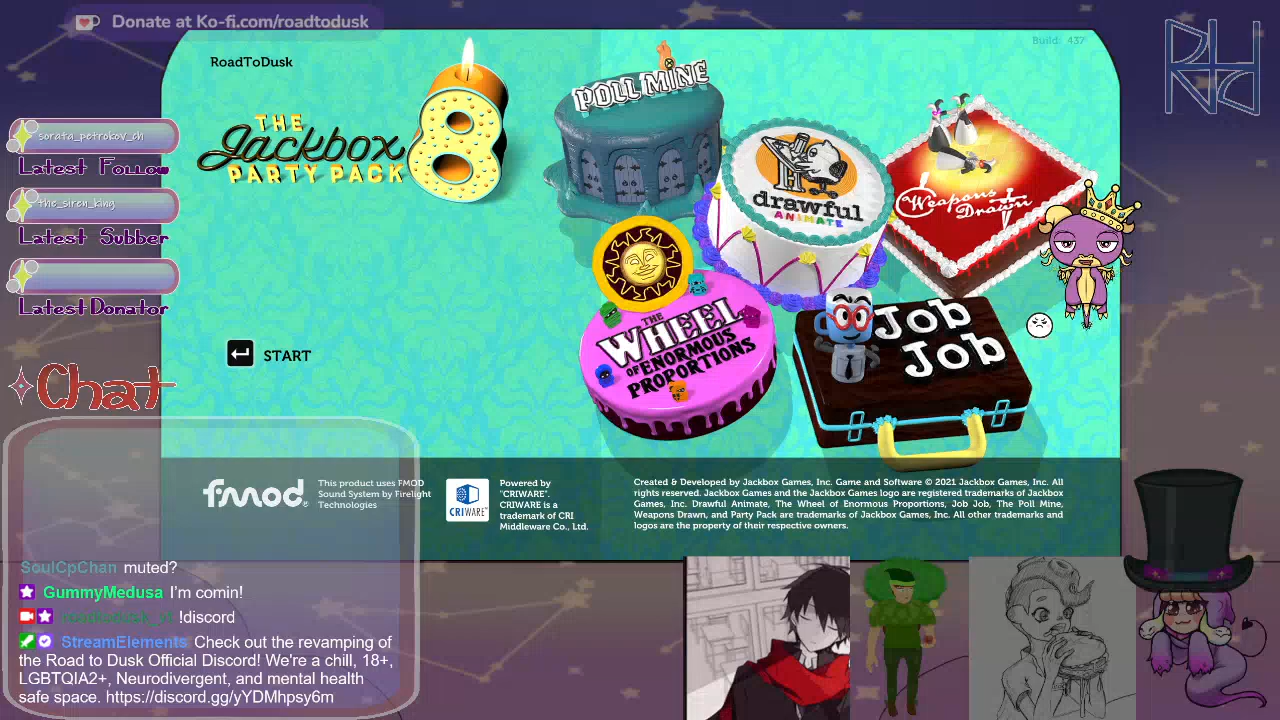 Donate at Ko-fi.com/roadtodusk
Build: 437
RoadToDusk
THE
Jackbox
PARTY PACK
8
POLL MINE
drawful
ANIMATE
Weapons
Drawn
sorata_petrokov_ch
Latest Follow
the_siren_king
Latest Subber
Latest Donator
THE
WHEEL
OF ENORMOUS
PROPORTIONS
Job
Job
START
Chat
fmod
This product uses FMOD
Sound System by Firelight
Technologies
CRIWARE
Powered by
"CRIWARE".
CRIWARE is a
trademark of CRI
Middleware Co., Ltd.
Created & Developed by Jackbox Games, Inc. Game and Software © 2021 Jackbox Games, Inc. All
rights reserved. Jackbox Games and the Jackbox Games logo are registered trademarks of Jackbox
Games, Inc. Drawful Animate, The Wheel of Enormous Proportions, Job Job, The Poll Mine,
Weapons Drawn, and Party Pack are trademarks of Jackbox Games, Inc. All other trademarks and
logos are the property of their respective owners.
SoulCpChan muted?
GummyMedusa I'm comin!
!discord
StreamElements Check out the revamping of
the Road to Dusk Official Discord! We're a chill, 18+,
LGBTQIA2+, Neurodivergent, and mental health
safe space. https://discord.gg/yYDMhpsy6m